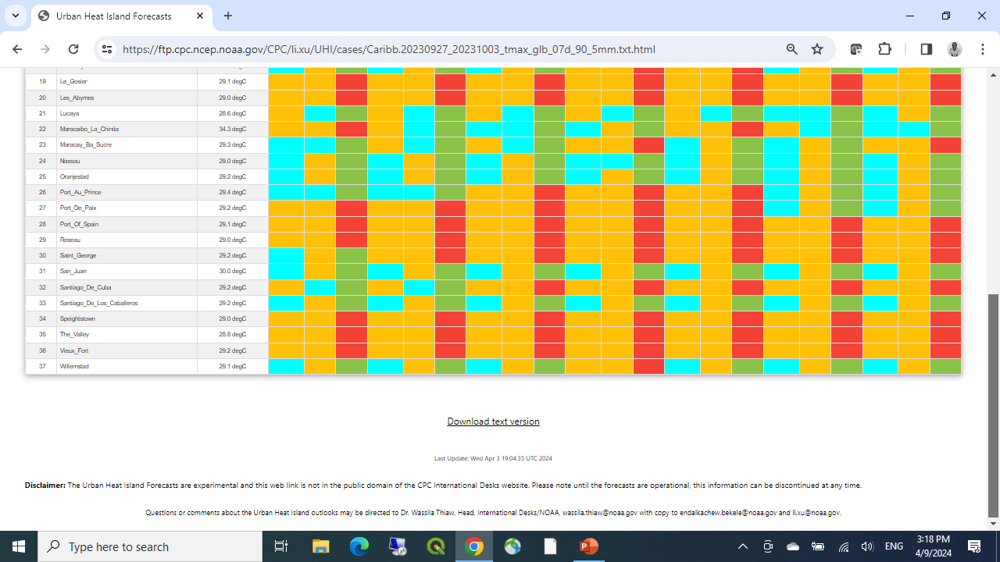 Urban Heat Island Forecasts
https://ftp.cpc.ncep.noaa.gov/CPC/li.xu/UHI/cases/Caribb.20230927_20231003_tmax_glb_07d_90_5mm.txt.html
19 Le_Gosier 29.1 degC
20 Les_Abymes 29.0 degC
21 Lucaya 28.6 degC
22 Maracaibo_La_Chinita 34.3 degC
23 Maracay_Ba_Sucre 29.3 degC
24 Nassau 29.0 degC
25 Oranjestad 29.2 degC
26 Port_Au_Prince 29.4 degC
27 Port_De_Paix 29.2 degC
28 Port_Of_Spain 29.1 degC
29 Roseau 29.0 degC
30 Saint_George 29.2 degC
31 San_Juan 30.0 degC
32 Santiago_De_Cuba 29.2 degC
33 Santiago_De_Los_Caballeros 29.2 degC
34 Speightstown 29.0 degC
35 The_Valley 28.8 degC
36 Vieux_Fort 29.2 degC
37 Willemstad 29.1 degC
Download text version
Last Update: Wed Apr 3 19:04:35 UTC 2024
Disclaimer: The Urban Heat Island Forecasts are experimental and this web link is not in the public domain of the CPC International Desks website. Please note until the forecasts are operational, this information can be discontinued at any time.
Questions or comments about the Urban Heat Island outlooks may be directed to Dr. Wassila Thiaw, Head, International Desks/NOAA, wassila.thiaw@noaa.gov with copy to endalkachew.bekele@noaa.gov and li.xu@noaa.gov.
Type here to search
ENG
3:18 PM
4/9/2024